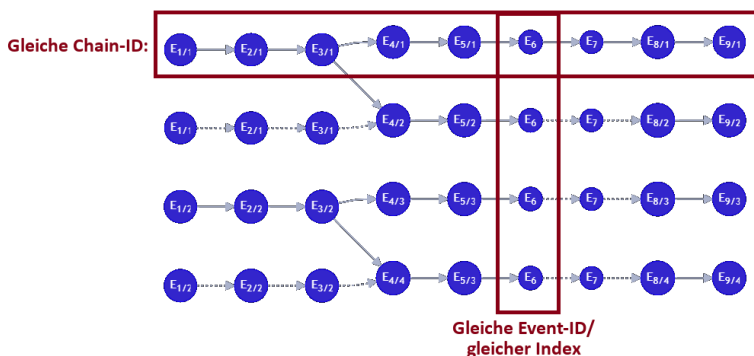 Gleiche Chain-ID:
E1/1 E2/1 E3/1 E4/1 E5/1 E6 E7 E8/1 E9/1
E1/1 E2/1 E3/1 E4/2 E5/2 E6 E7 E8/2 E9/2
E1/2 E2/2 E3/2 E4/3 E5/3 E6 E7 E8/3 E9/3
E1/2 E2/2 E3/2 E4/4 E5/3 E6 E7 E8/4 E9/4
Gleiche Event-ID/
gleicher Index